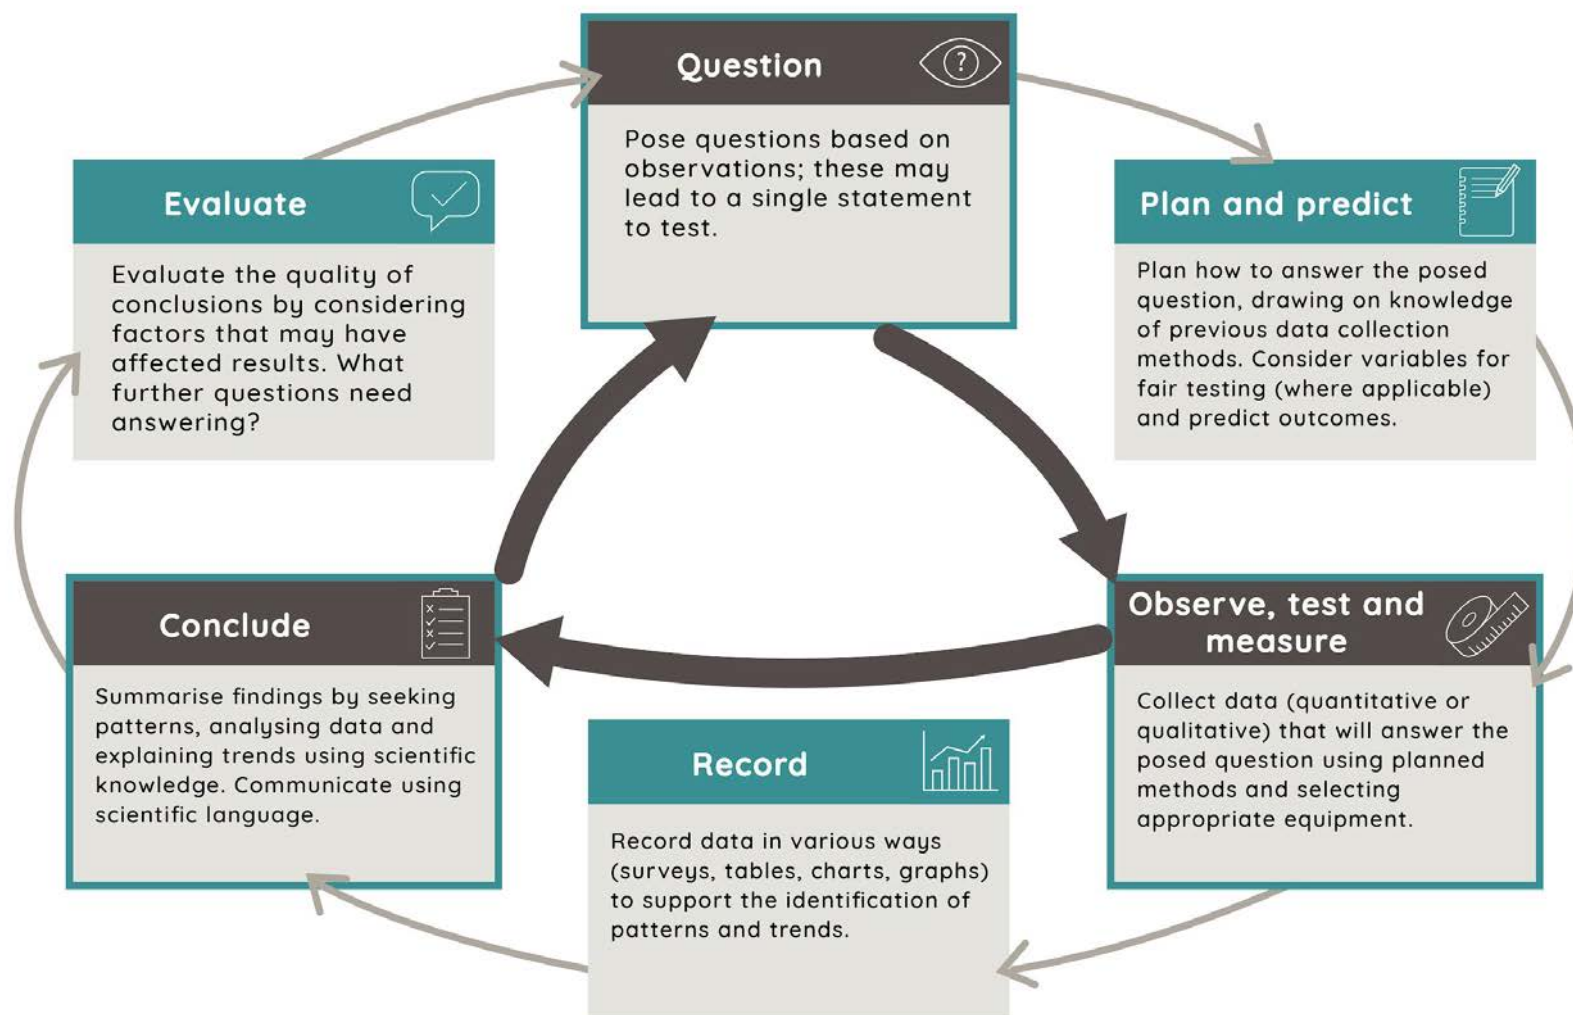 Question
Pose questions based on
observations; these may
lead to a single statement
to test.
Plan and predict
Plan how to answer the posed
question, drawing on knowledge
of previous data collection
methods. Consider variables for
fair testing (where applicable)
and predict outcomes.
Observe, test and
measure
Collect data (quantitative or
qualitative) that will answer the
posed question using planned
methods and selecting
appropriate equipment.
Record
Record data in various ways
(surveys, tables, charts, graphs)
to support the identification of
patterns and trends.
Conclude
Summarise findings by seeking
patterns, analysing data and
explaining trends using scientific
knowledge. Communicate using
scientific language.
Evaluate
Evaluate the quality of
conclusions by considering
factors that may have
affected results. What
further questions need
answering?